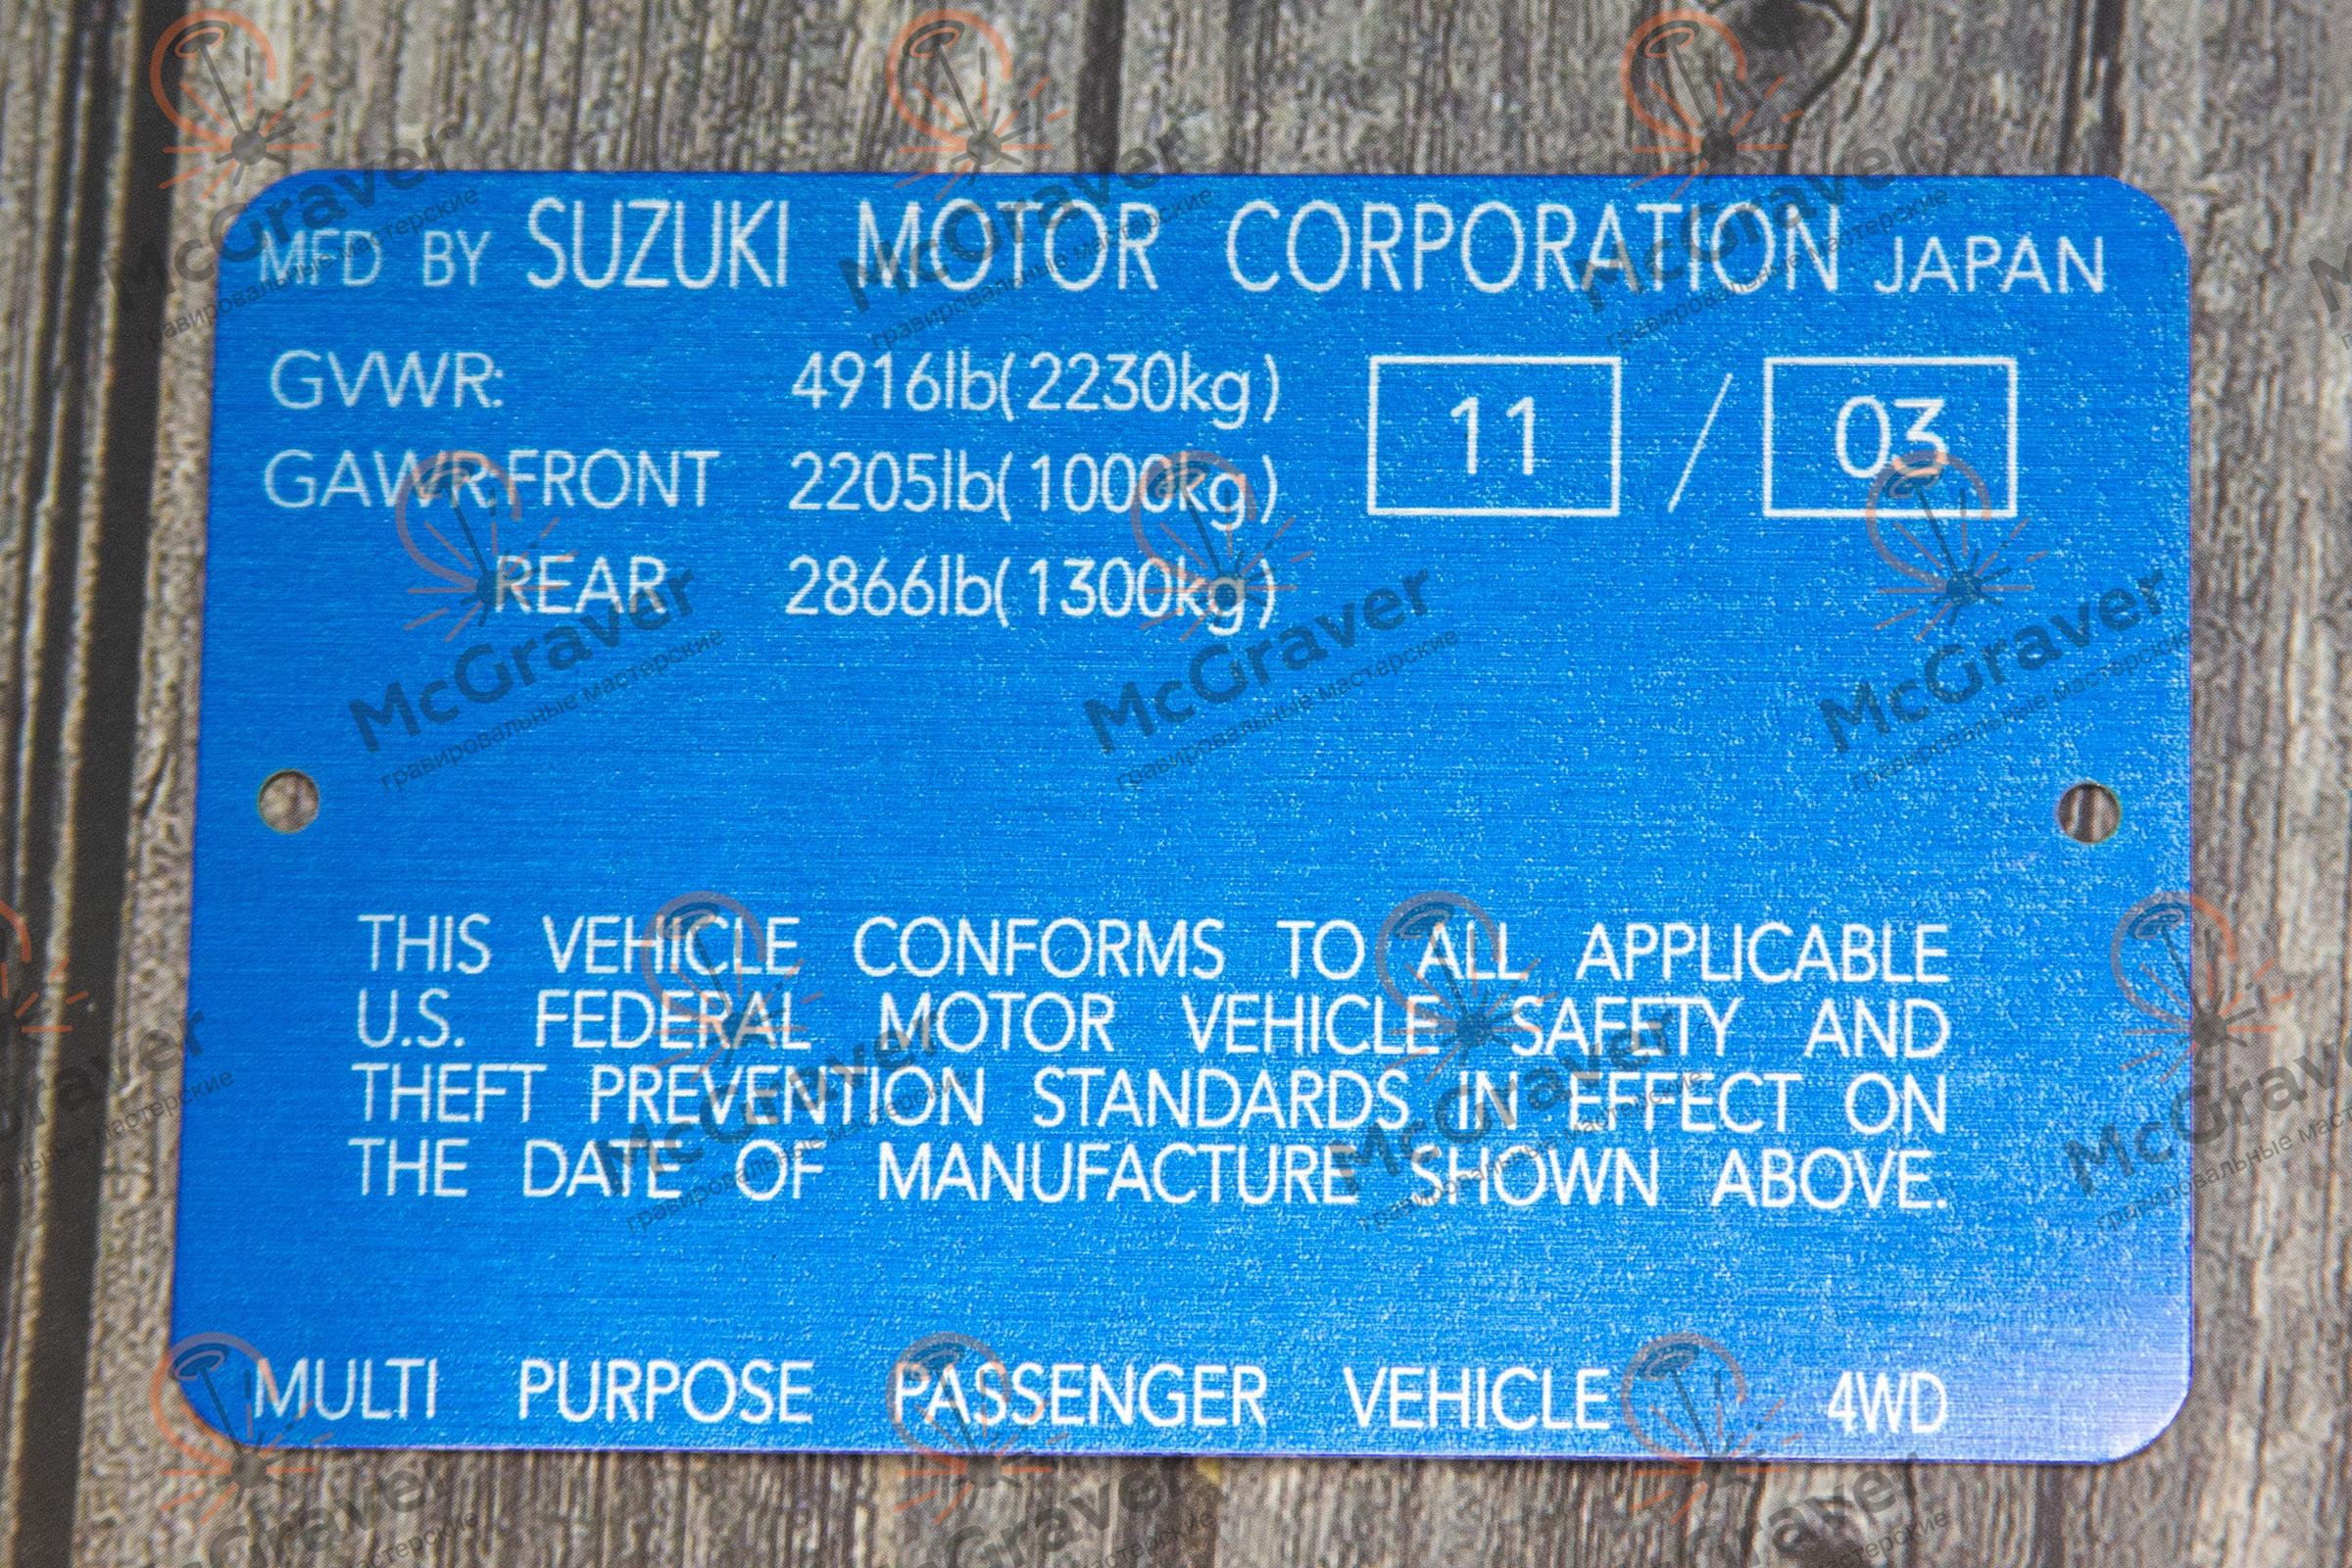 MFD BY SUZUKI MOTOR CORPORATION JAPAN
GVWR: 4916lb(2230kg) 11 / 03
GAWR:FRONT 2205lb(1000kg)
REAR 2866lb(1300kg)
THIS VEHICLE CONFORMS TO ALL APPLICABLE
U.S. FEDERAL MOTOR VEHICLE SAFETY AND
THEFT PREVENTION STANDARDS IN EFFECT ON
THE DATE OF MANUFACTURE SHOWN ABOVE.
MULTI PURPOSE PASSENGER VEHICLE 4WD
McGraver
гравировальные мастерские